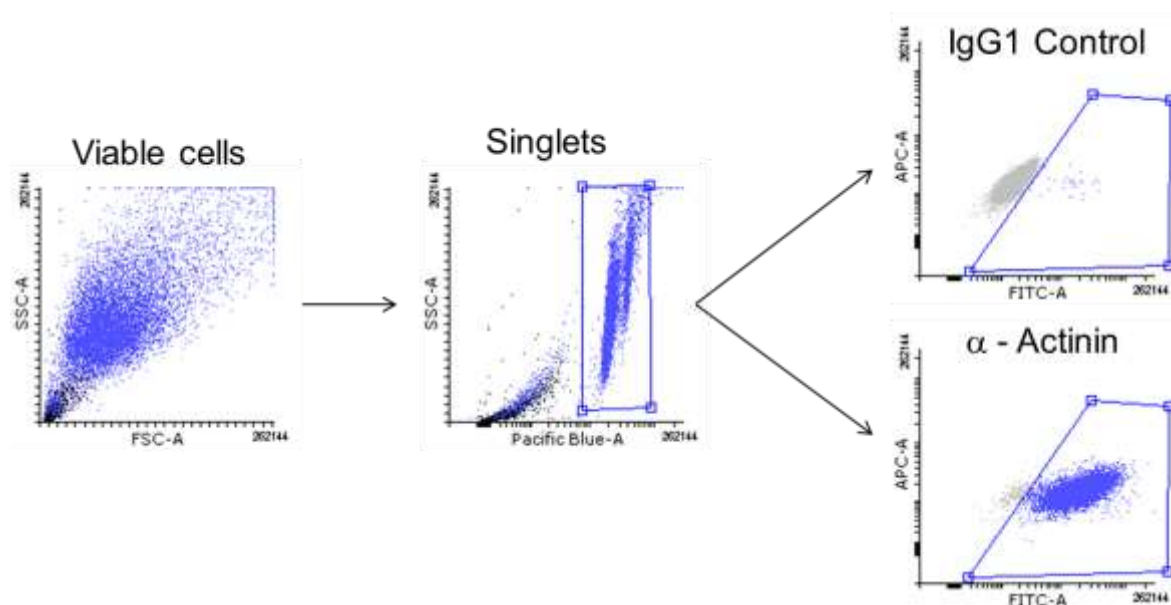 Viable cells
262144
SSC-A
FSC-A
262144
Singlets
262144
SSC-A
Pacific Blue-A
262144
IgG1 Control
262144
APC-A
FITC-A
262144
α - Actinin
262144
APC-A
FITC-A
262144